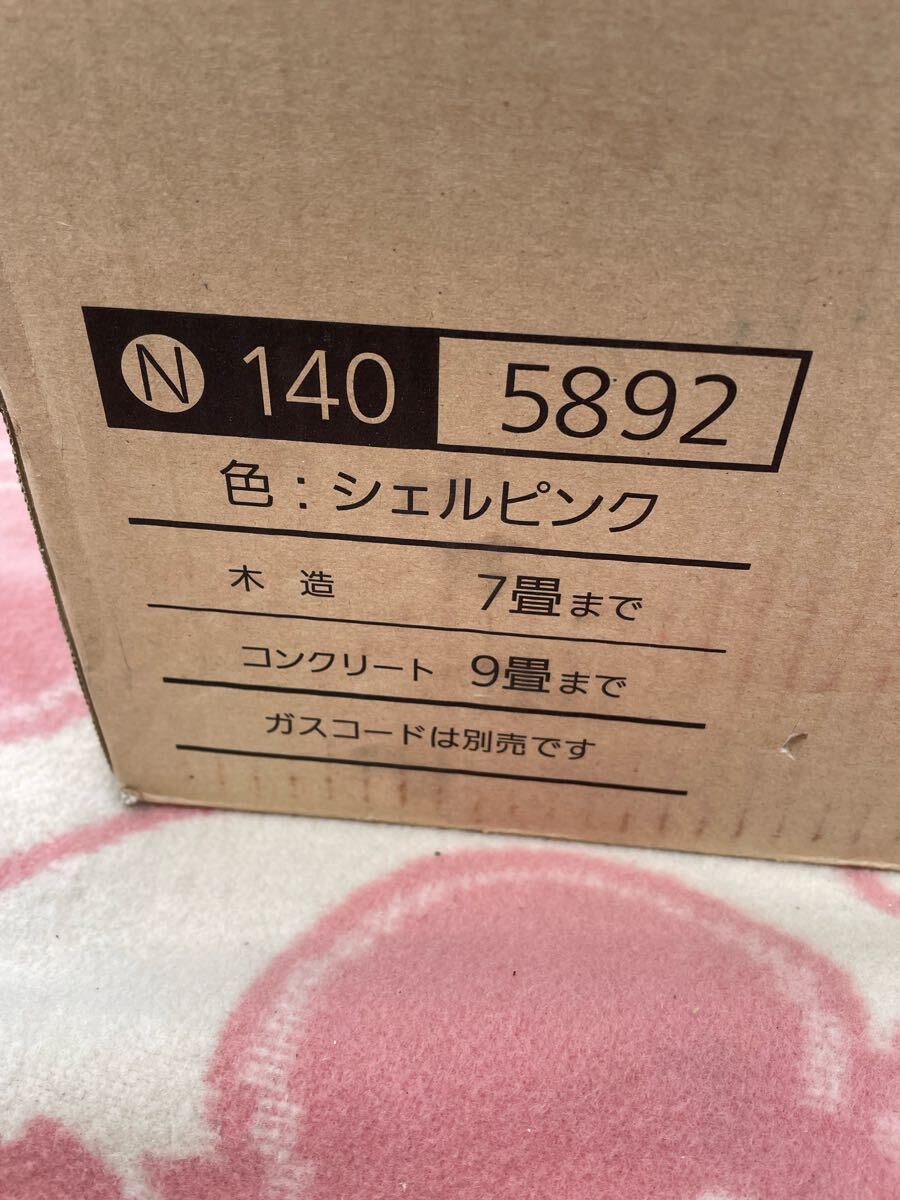 Ⓝ 140 5892
色：シェルピンク
木 造 7畳まで
コンクリート 9畳まで
ガスコードは別売です